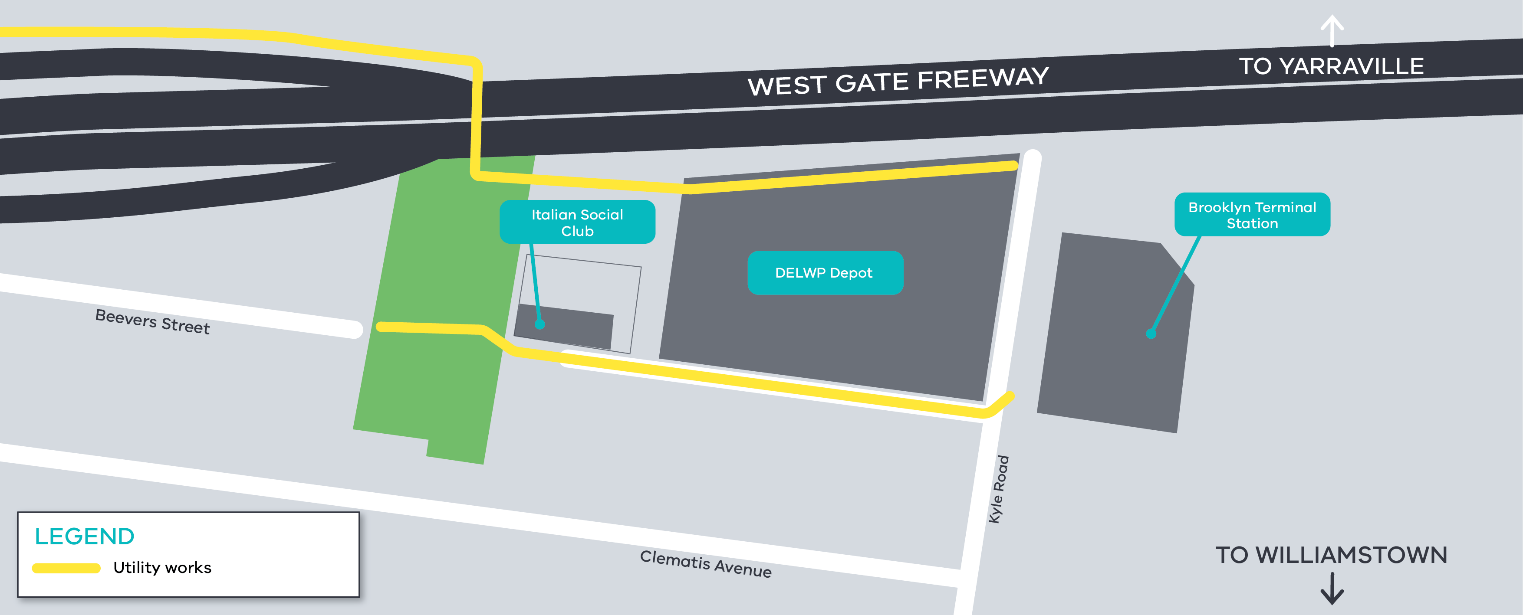 WEST GATE FREEWAY
TO YARRAVILLE
Italian Social
Club
Brooklyn Terminal
Station
DELWP Depot
Beevers Street
Kyle Road
Clematis Avenue
LEGEND
Utility works
TO WILLIAMSTOWN